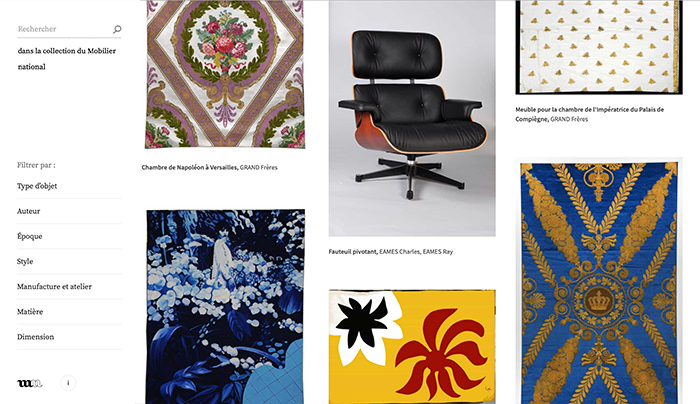 Rechercher
dans la collection du Mobilier
national
Filtrer par :
Type d'objet
Auteur
Époque
Style
Manufacture et atelier
Matière
Dimension
i
Chambre de Napoléon à Versailles, GRAND Frères
Fauteuil pivotant, EAMES Charles, EAMES Ray
Meuble pour la chambre de l'Impératrice du Palais de
Compiègne, GRAND Frères